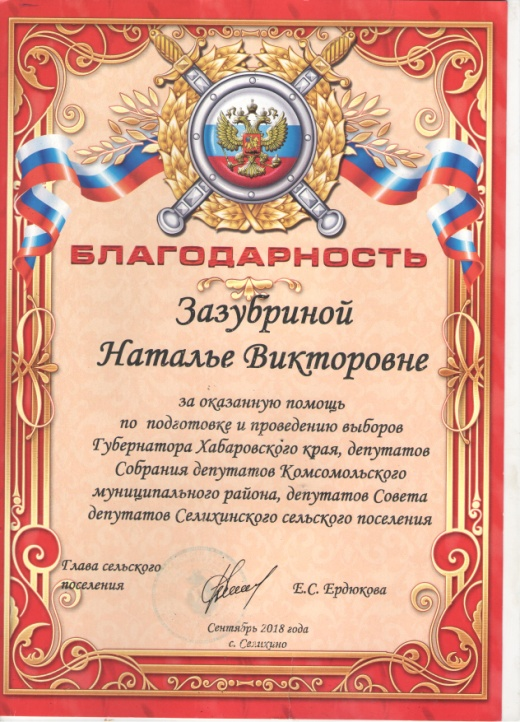 БЛАГОДАРНОСТЬ
Зазубриной
Наталье Викторовне
за оказанную помощь
по подготовке и проведению выборов
Губернатора Хабаровского края, депутатов
Собрания депутатов Комсомольского
муниципального района, депутатов Совета
депутатов Селихинского сельского поселения
Глава сельского
поселения
Е.С. Ердюкова
Сентябрь 2018 года
с. Селихино